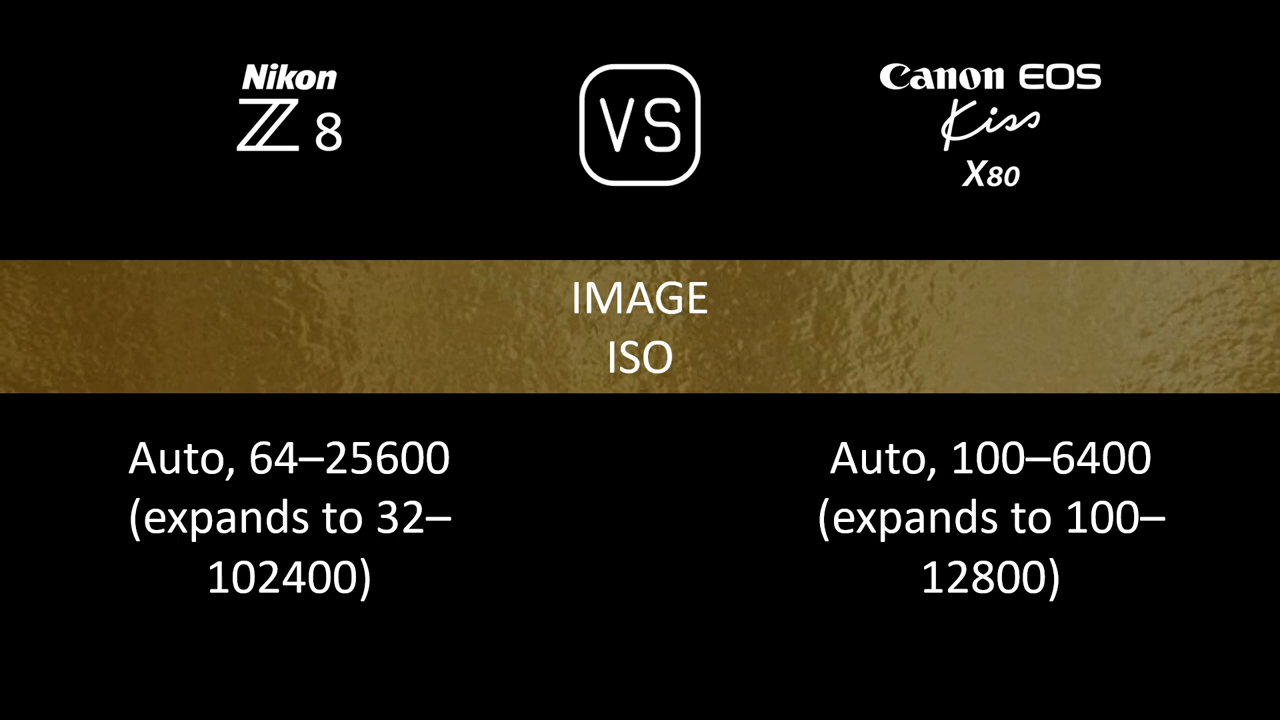 Nikon
Z 8
VS
Canon EOS
Kiss
X80
IMAGE
ISO
Auto, 64–25600
(expands to 32–
102400)
Auto, 100–6400
(expands to 100–
12800)